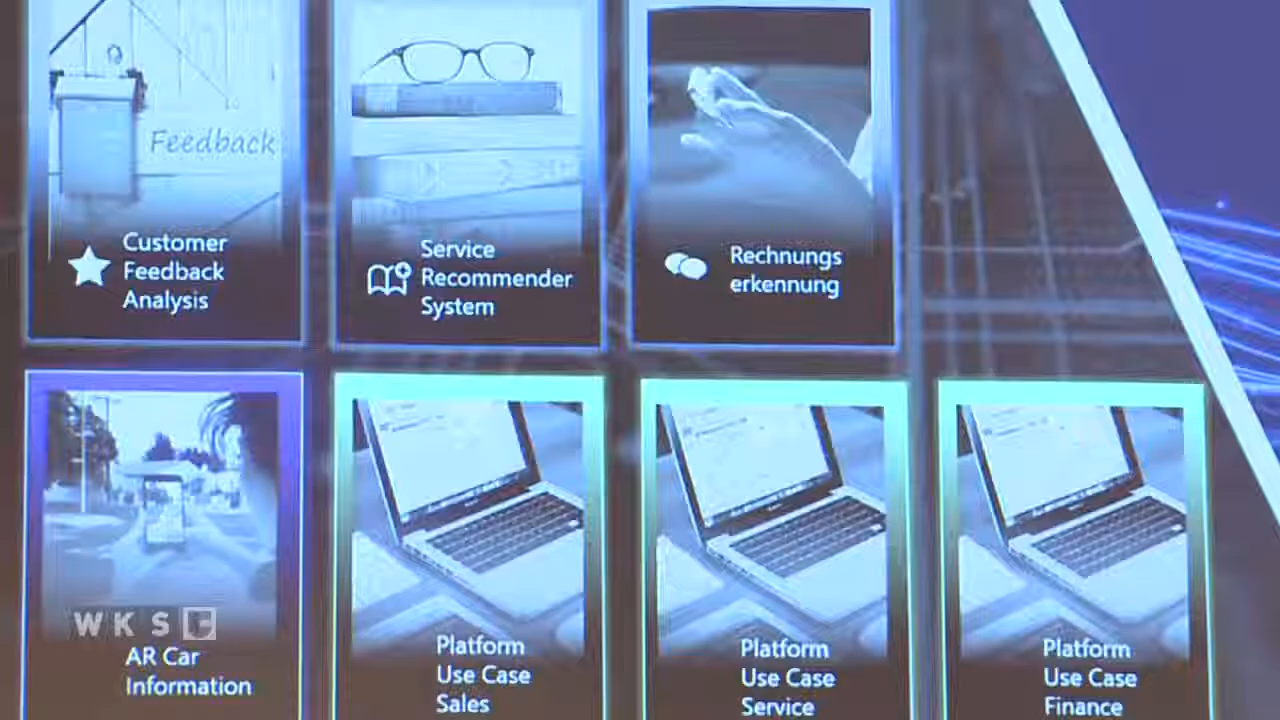 Feedback
Customer
Feedback
Analysis
Service
Recommender
System
Rechnungs
erkennung
WKS
AR Car
Information
Platform
Use Case
Sales
Platform
Use Case
Service
Platform
Use Case
Finance